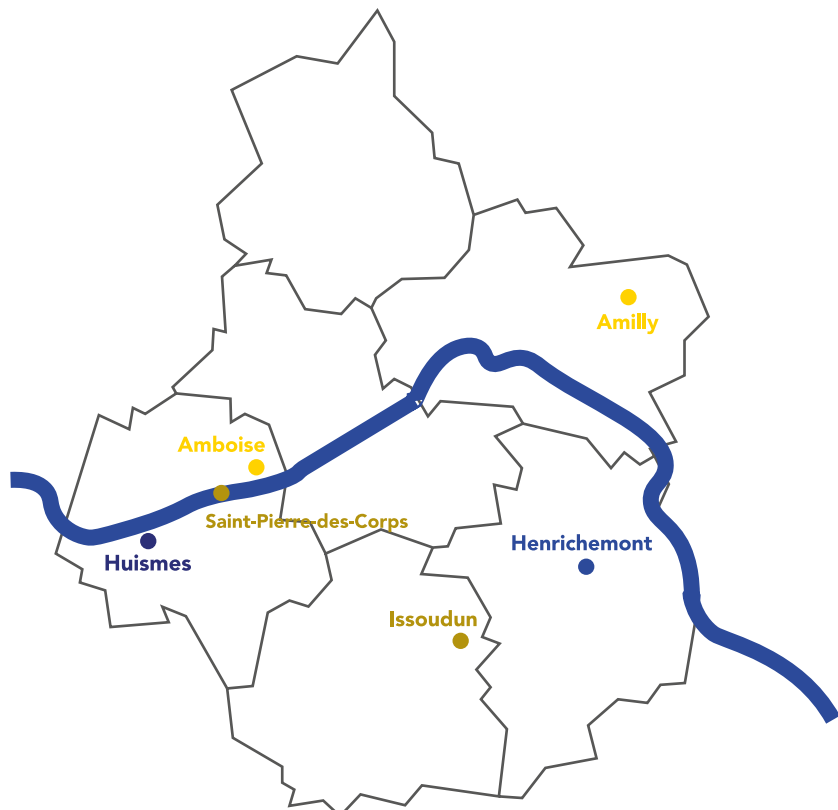 Amilly
Amboise
Saint-Pierre-des-Corps
Henrichemont
Huismes
Issoudun